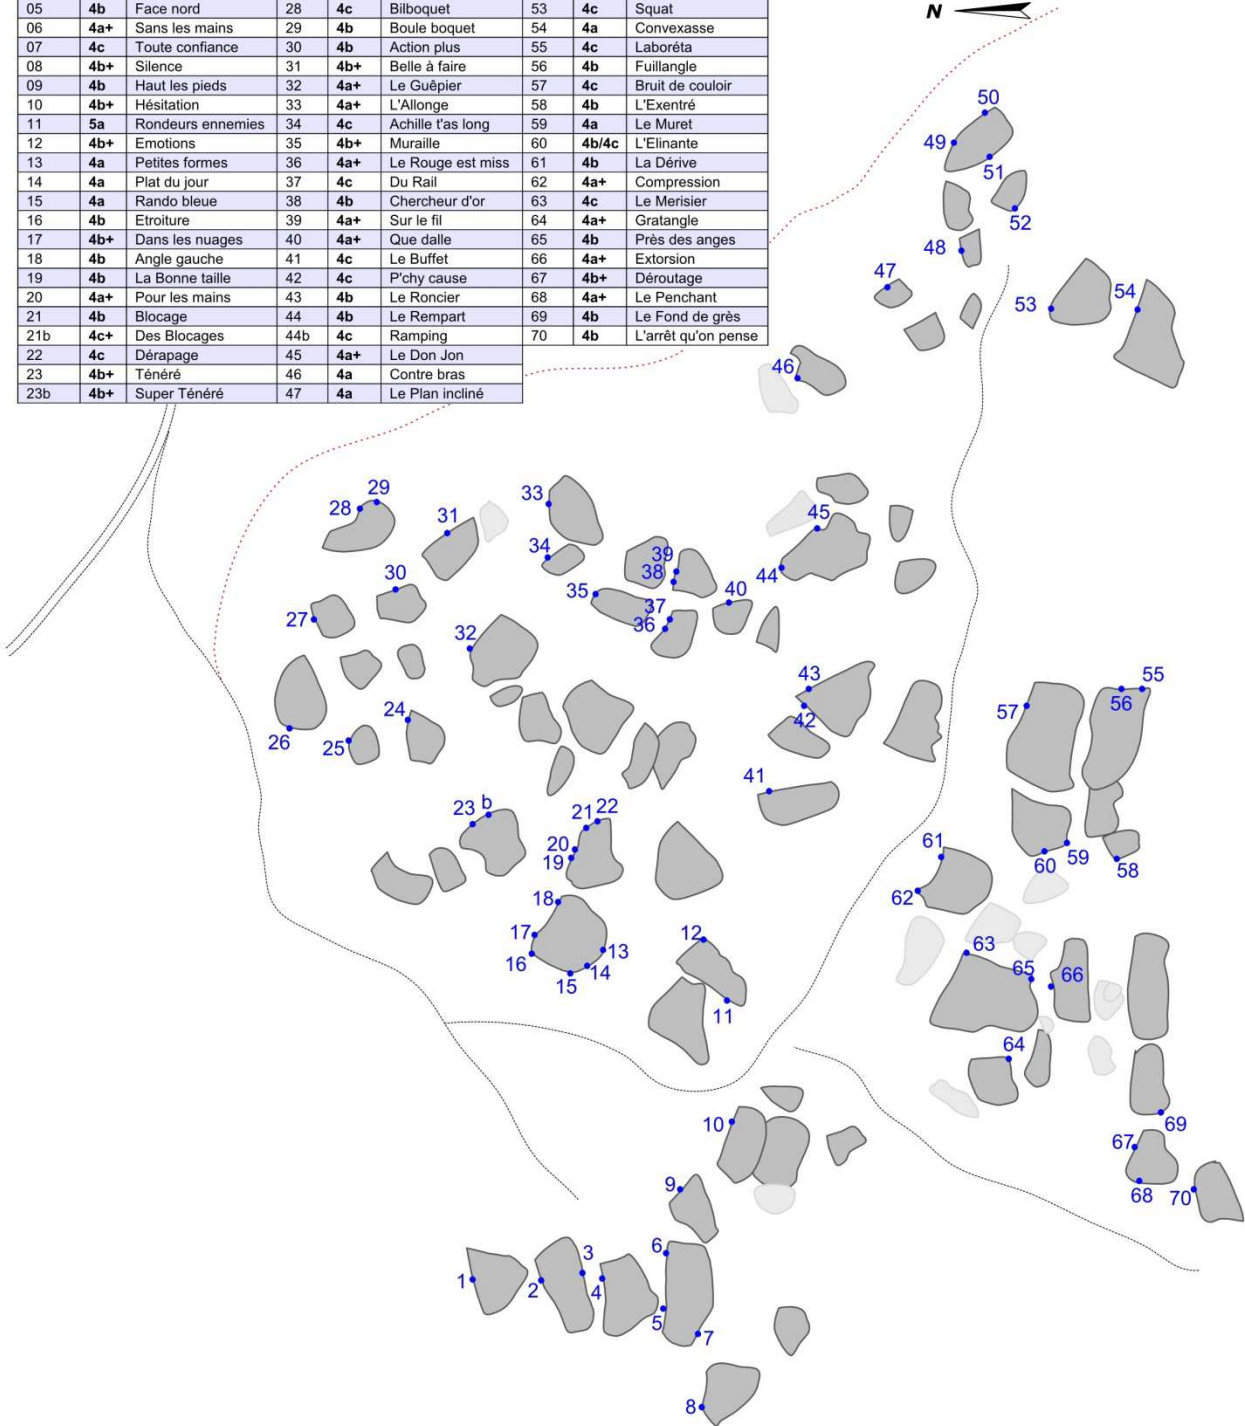 05 4b Face nord 28 4c Bilboquet 53 4c Squat
06 4a+ Sans les mains 29 4b Boule boquet 54 4a Convexasse
07 4c Toute confiance 30 4b Action plus 55 4c Laboréta
08 4b+ Silence 31 4b+ Belle à faire 56 4b Fuillangle
09 4b Haut les pieds 32 4a+ Le Guêpier 57 4c Bruit de couloir
10 4b+ Hésitation 33 4a+ L'Allonge 58 4b L'Exentré
11 5a Rondeurs ennemies 34 4c Achille t'as long 59 4a Le Muret
12 4b+ Emotions 35 4b+ Muraille 60 4b/4c L'Elinante
13 4a Petites formes 36 4a+ Le Rouge est miss 61 4b La Dérive
14 4a Plat du jour 37 4c Du Rail 62 4a+ Compression
15 4a Rando bleue 38 4b Chercheur d'or 63 4c Le Merisier
16 4b Etroiture 39 4a+ Sur le fil 64 4a+ Gratangle
17 4b+ Dans les nuages 40 4a+ Que dalle 65 4b Près des anges
18 4b Angle gauche 41 4c Le Buffet 66 4a+ Extorsion
19 4b La Bonne taille 42 4c P'chy cause 67 4b+ Déroutage
20 4a+ Pour les mains 43 4b Le Roncier 68 4a+ Le Penchant
21 4b Blocage 44 4b Le Rempart 69 4b Le Fond de grès
21b 4c+ Des Blocages 44b 4c Ramping 70 4b L'arrêt qu'on pense
22 4c Dérapage 45 4a+ Le Don Jon
23 4b+ Ténéré 46 4a Contre bras
23b 4b+ Super Ténéré 47 4a Le Plan incliné
N
50
49
51
52
48
47
53 54
46
29
28
33
31
45
34
39
38
44
30
35
40
37
36
27
32
43
55
56
57
42
24
26
25
41
23 b
22
21
20
19
61
59
60
58
62
18
17
12
13
16
14
15
63
65
66
11
64
10
69
67
9
68
70
6
3
1
2
4
5
7
8